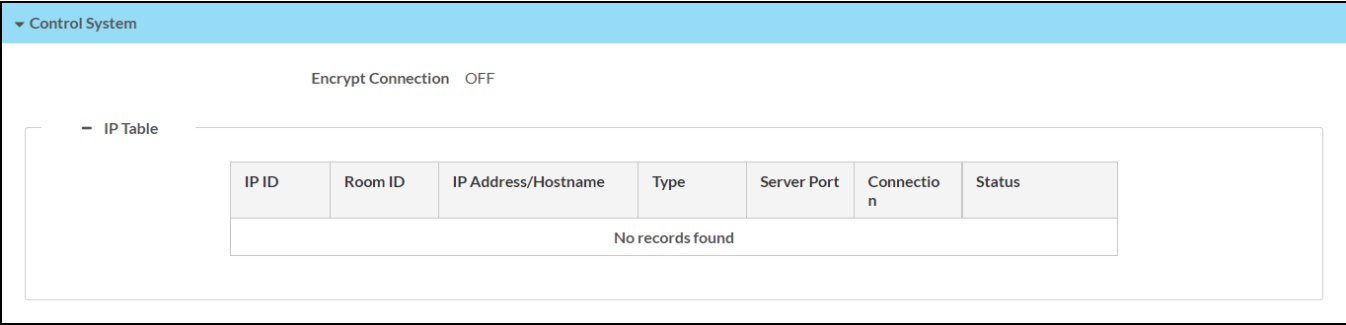 Control System
Encrypt Connection OFF
IP Table
IP ID Room ID IP Address/Hostname Type Server Port Connectio Status
n
No records found